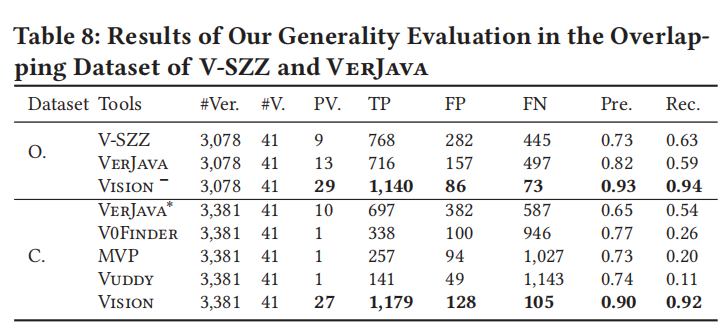 Table 8: Results of Our Generality Evaluation in the Overlap-
ping Dataset of V-SZZ and VERJAVA
Dataset Tools #Ver. #V. PV. TP FP FN Pre. Rec.
O.
V-SZZ 3,078 41 9 768 282 445 0.73 0.63
VERJAVA 3,078 41 13 716 157 497 0.82 0.59
VISION⁻ 3,078 41 29 1,140 86 73 0.93 0.94
C.
VERJAVA* 3,381 41 10 697 382 587 0.65 0.54
V0FINDER 3,381 41 1 338 100 946 0.77 0.26
MVP 3,381 41 1 257 94 1,027 0.73 0.20
VUDDY 3,381 41 1 141 49 1,143 0.74 0.11
VISION 3,381 41 27 1,179 128 105 0.90 0.92